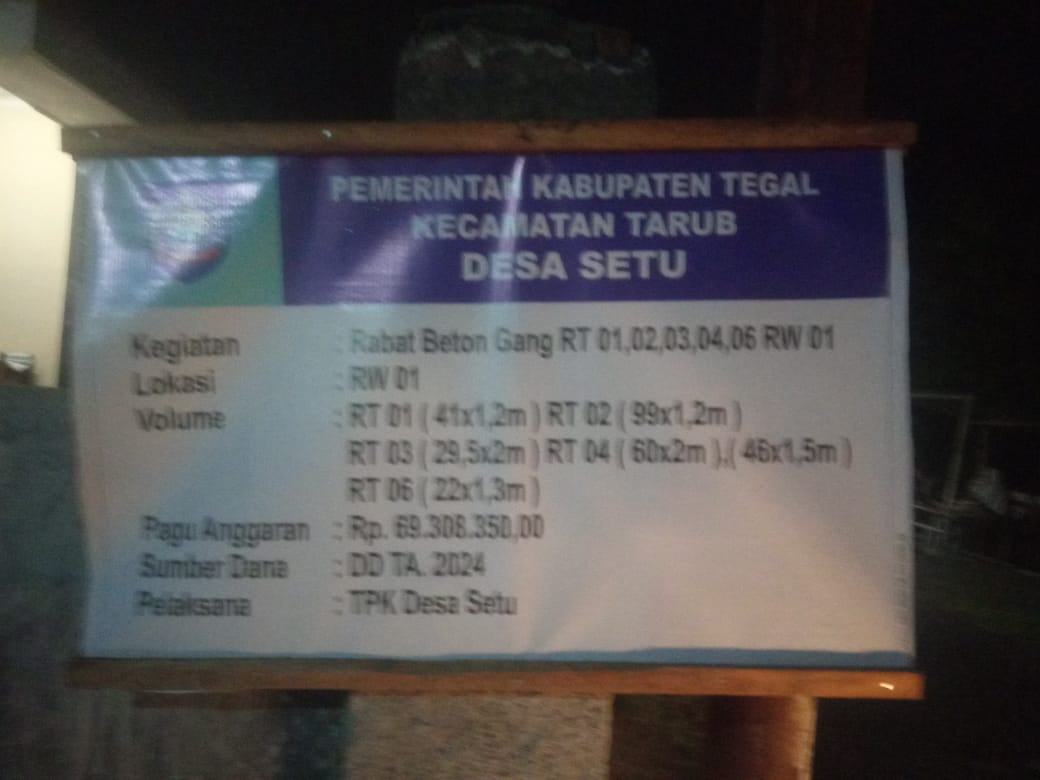 PEMERINTAH KABUPATEN TEGAL
KECAMATAN TARUB
DESA SETU
Kegiatan : Rabat Beton Gang RT 01,02,03,04,06 RW 01
Lokasi : RW 01
Volume : RT 01 ( 41x1,2m ) RT 02 ( 99x1,2m )
RT 03 ( 29,5x2m ) RT 04 ( 60x2m ),( 46x1,5m )
RT 06 ( 22x1,3m )
Pagu Anggaran : Rp. 69.308.350,00
Sumber Dana : DD TA. 2024
Pelaksana : TPK Desa Setu